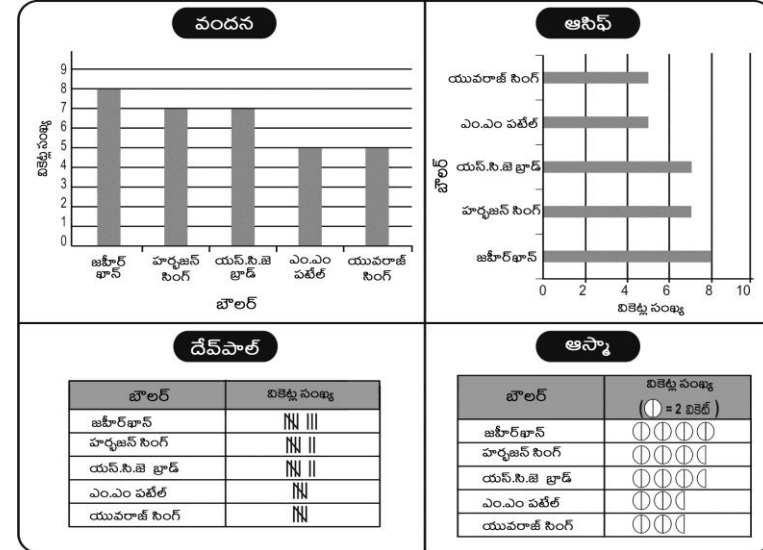 వందన
9
8
7
6
5
4
3
2
1
0
వికెట్ల సంఖ్య
జహీర్ ఖాన్
హర్భజన్ సింగ్
యస్.సి.జె బ్రాడ్
ఎం.ఎం పటేల్
యువరాజ్ సింగ్
బౌలర్
ఆసిఫ్
బౌలర్
యువరాజ్ సింగ్
ఎం.ఎం పటేల్
యస్.సి.జె బ్రాడ్
హర్భజన్ సింగ్
జహీర్‌ఖాన్
0 2 4 6 8 10
వికెట్ల సంఖ్య
దేవ్‌పాల్
బౌలర్ వికెట్ల సంఖ్య
జహీర్‌ఖాన్
హర్భజన్ సింగ్
యస్.సి.జె బ్రాడ్
ఎం.ఎం పటేల్
యువరాజ్ సింగ్
ఆస్మా
బౌలర్ వికెట్ల సంఖ్య
( = 2 వికెట్ )
జహీర్‌ఖాన్
హర్భజన్ సింగ్
యస్.సి.జె బ్రాడ్
ఎం.ఎం పటేల్
యువరాజ్ సింగ్